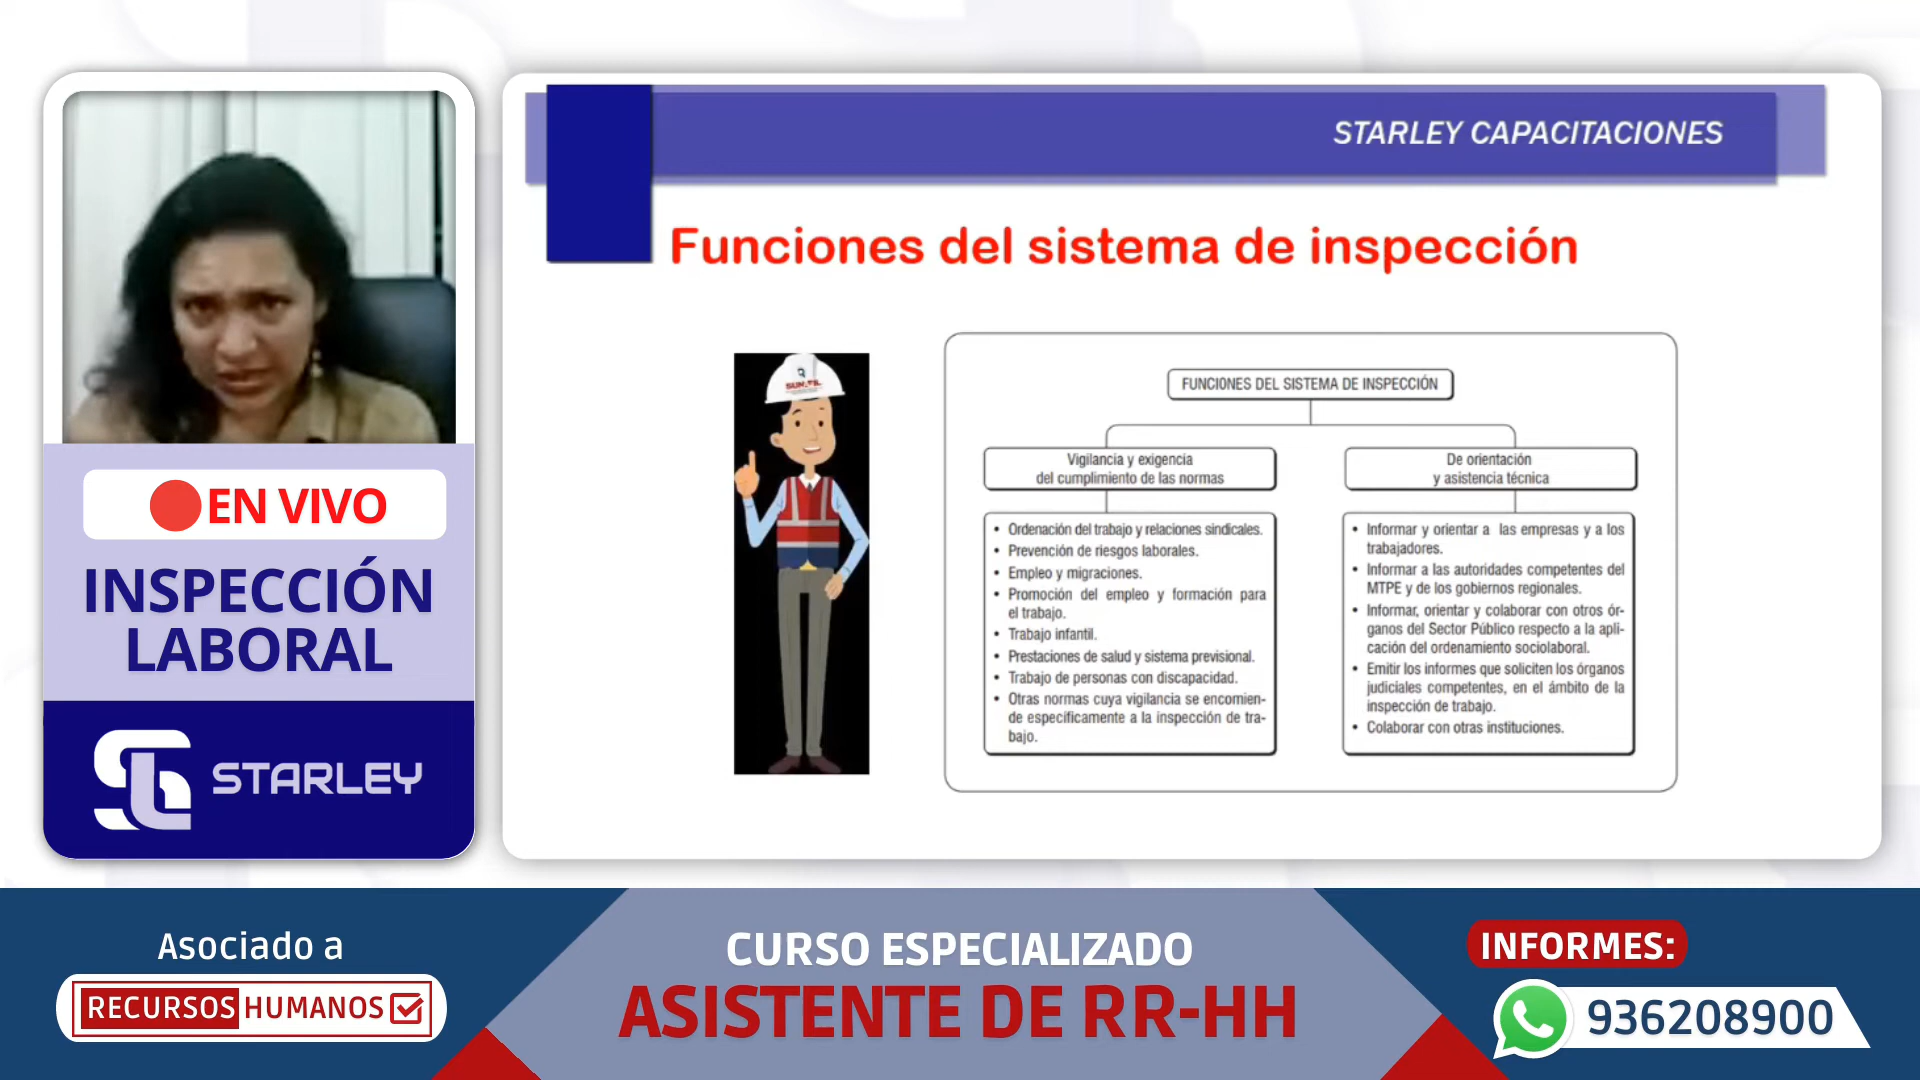 STARLEY CAPACITACIONES
Funciones del sistema de inspección
FUNCIONES DEL SISTEMA DE INSPECCIÓN
Vigilancia y exigencia
del cumplimiento de las normas
• Ordenación del trabajo y relaciones sindicales.
• Prevención de riesgos laborales.
• Empleo y migraciones.
• Promoción del empleo y formación para
el trabajo.
• Trabajo infantil.
• Prestaciones de salud y sistema previsional.
• Trabajo de personas con discapacidad.
• Otras normas cuya vigilancia se encomien-
de específicamente a la inspección de tra-
bajo.
De orientación
y asistencia técnica
• Informar y orientar a las empresas y a los
trabajadores.
• Informar a las autoridades competentes del
MTPE y de los gobiernos regionales.
• Informar, orientar y colaborar con otros ór-
ganos del Sector Público respecto a la apli-
cación del ordenamiento sociolaboral.
• Emitir los informes que soliciten los órganos
judiciales competentes, en el ámbito de la
inspección de trabajo.
• Colaborar con otras instituciones.
EN VIVO
INSPECCIÓN
LABORAL
STARLEY
Asociado a
RECURSOS HUMANOS
CURSO ESPECIALIZADO
ASISTENTE DE RR-HH
INFORMES:
936208900